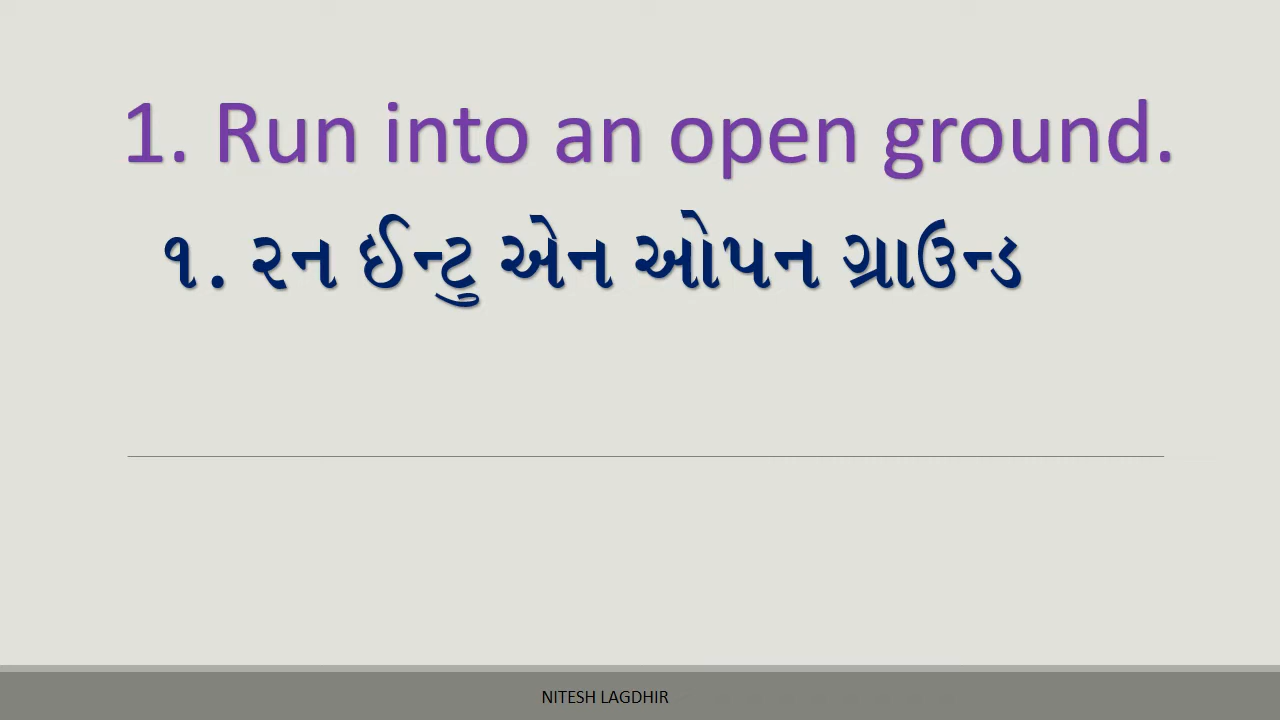 1. Run into an open ground.
૧. રન ઈન્ટુ એન ઓપન ગ્રાઉન્ડ
NITESH LAGDHIR